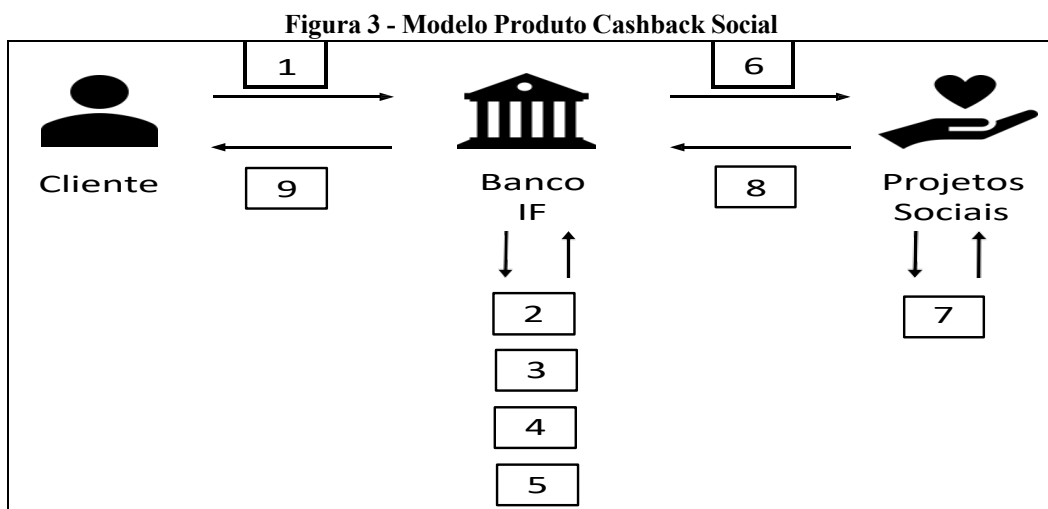 Figura 3 - Modelo Produto Cashback Social
1
6
Cliente
9
Banco
IF
8
Projetos
Sociais
2
7
3
4
5